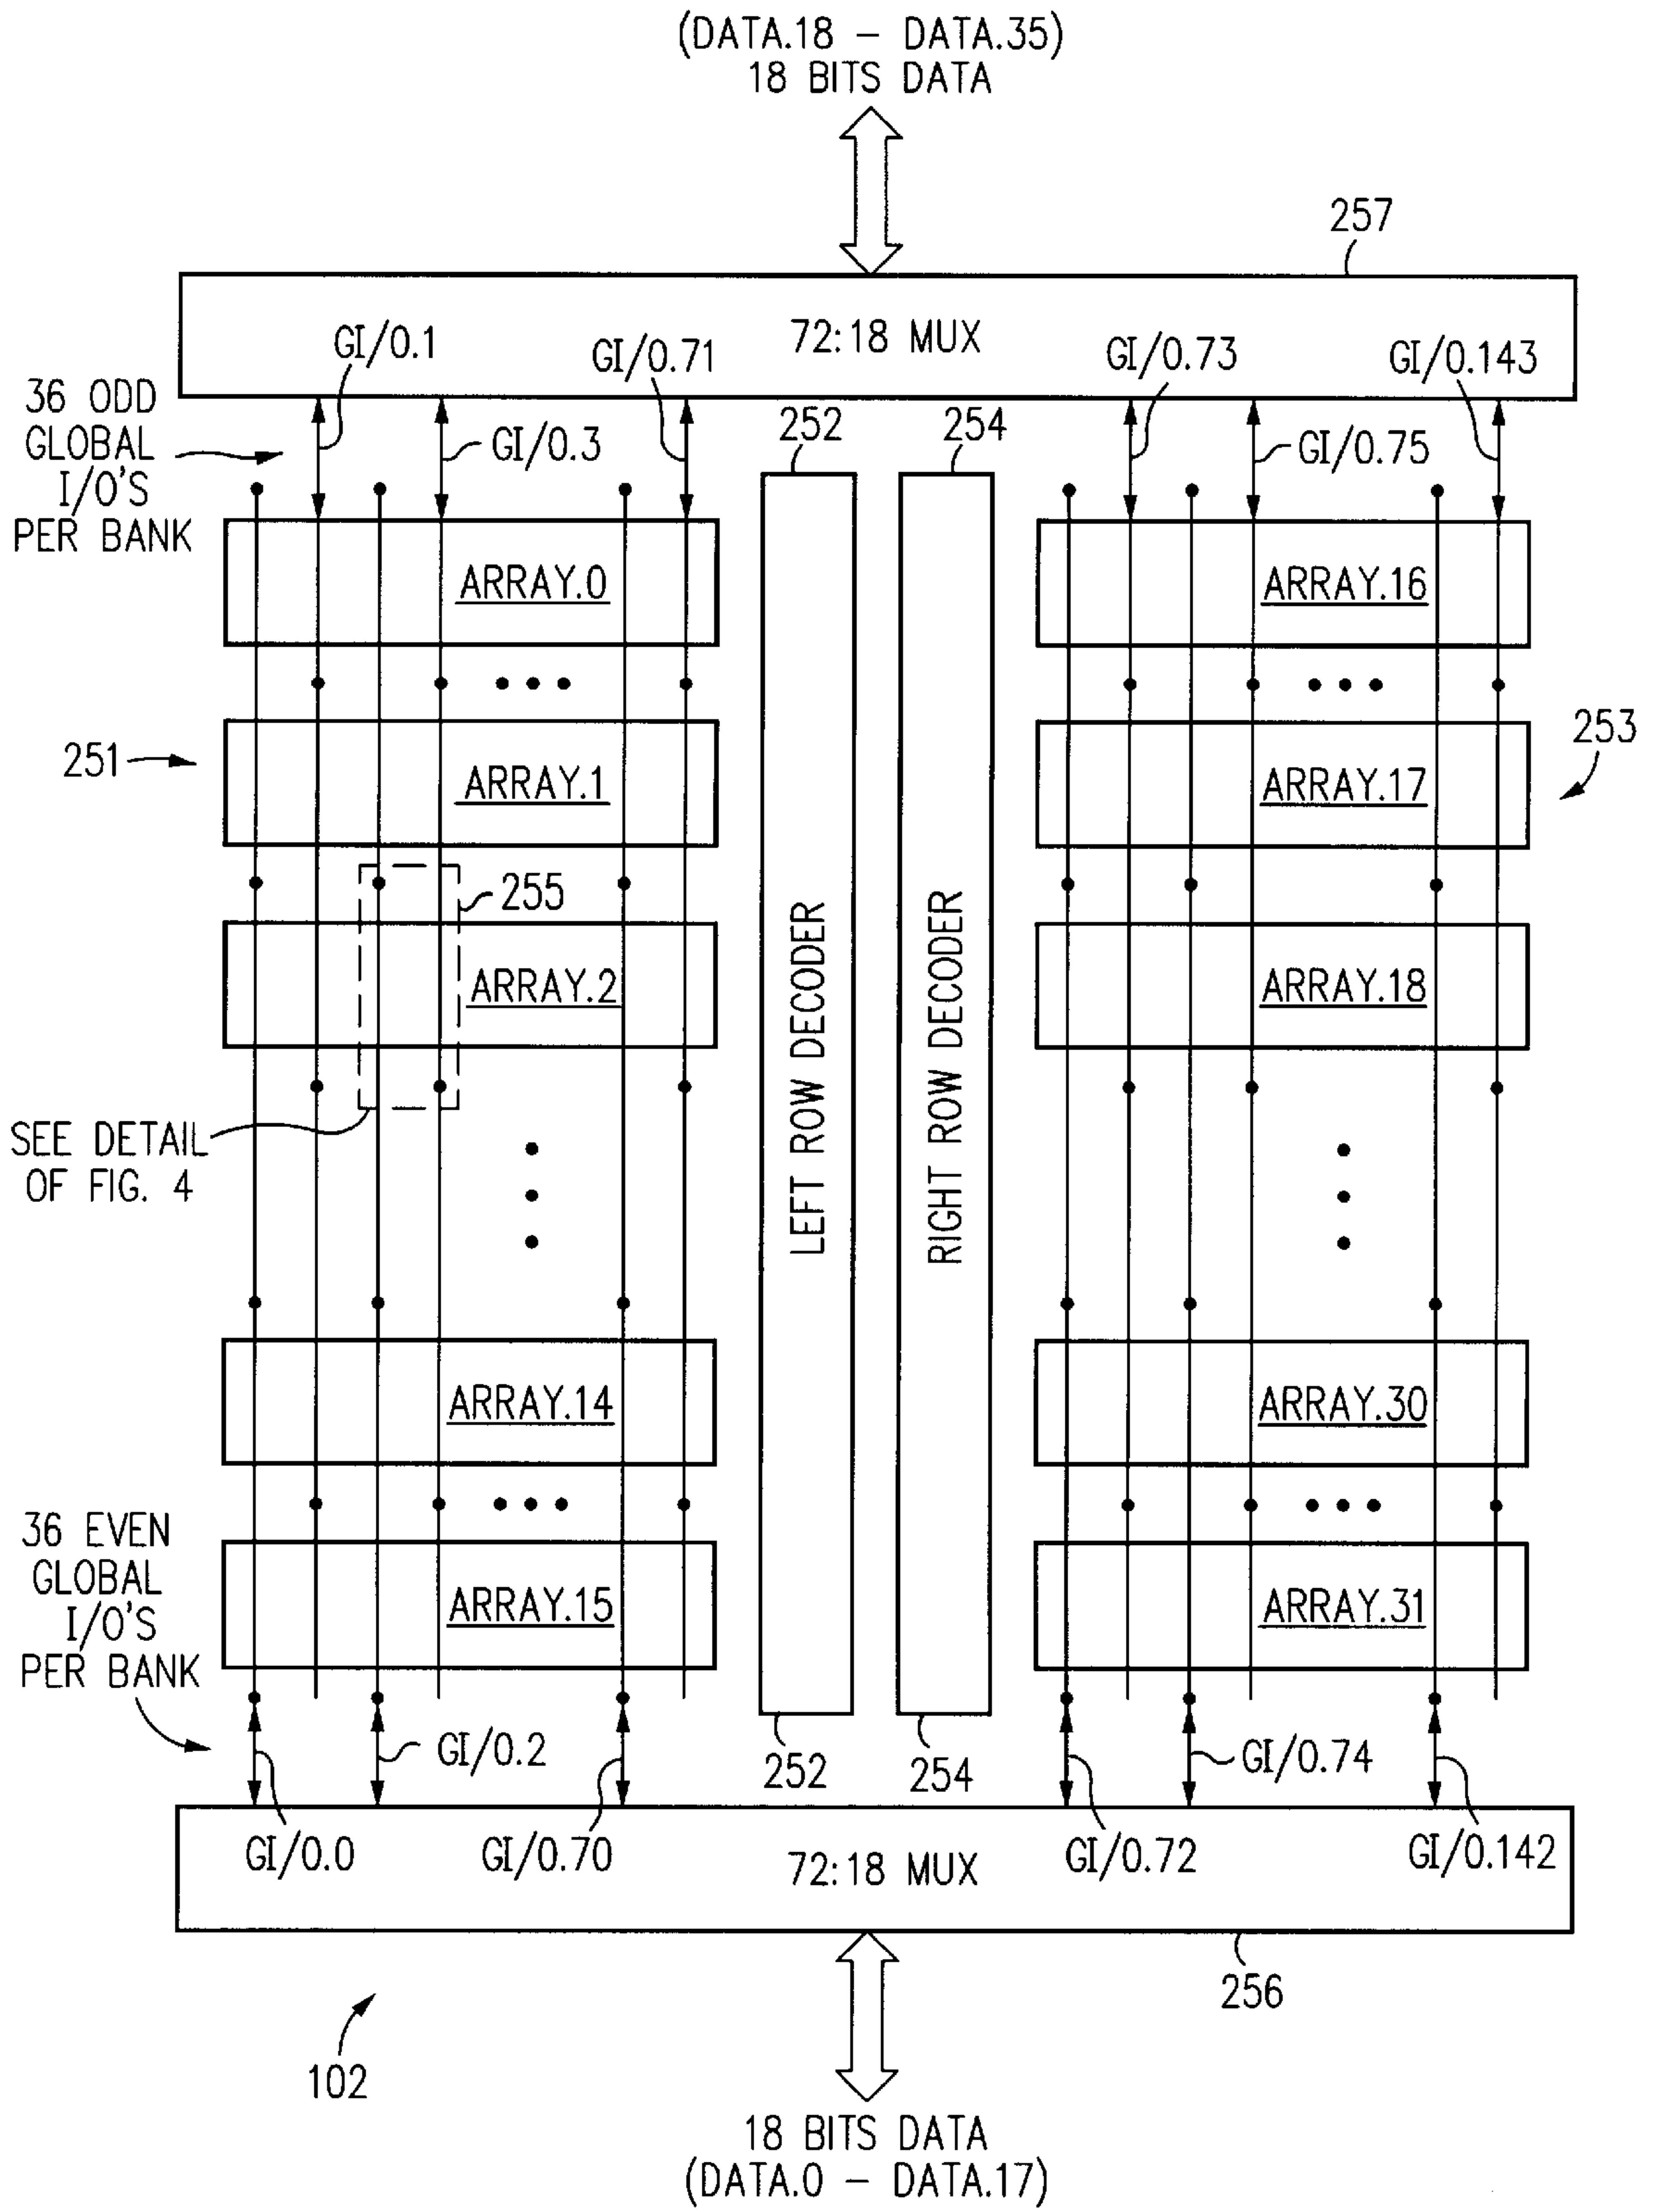 (DATA.18 – DATA.35)
18 BITS DATA
257
72:18 MUX
GI/0.1
GI/0.71
GI/0.73
GI/0.143
36 ODD
GLOBAL
I/O'S
PER BANK
GI/0.3
252
254
GI/0.75
ARRAY.0
ARRAY.16
251
ARRAY.1
ARRAY.17
253
255
ARRAY.2
ARRAY.18
LEFT ROW DECODER
RIGHT ROW DECODER
SEE DETAIL
OF FIG. 4
ARRAY.14
ARRAY.30
36 EVEN
GLOBAL
I/O'S
PER BANK
ARRAY.15
ARRAY.31
GI/0.2
252
254
GI/0.74
GI/0.0
GI/0.70
72:18 MUX
GI/0.72
GI/0.142
256
102
18 BITS DATA
(DATA.0 – DATA.17)